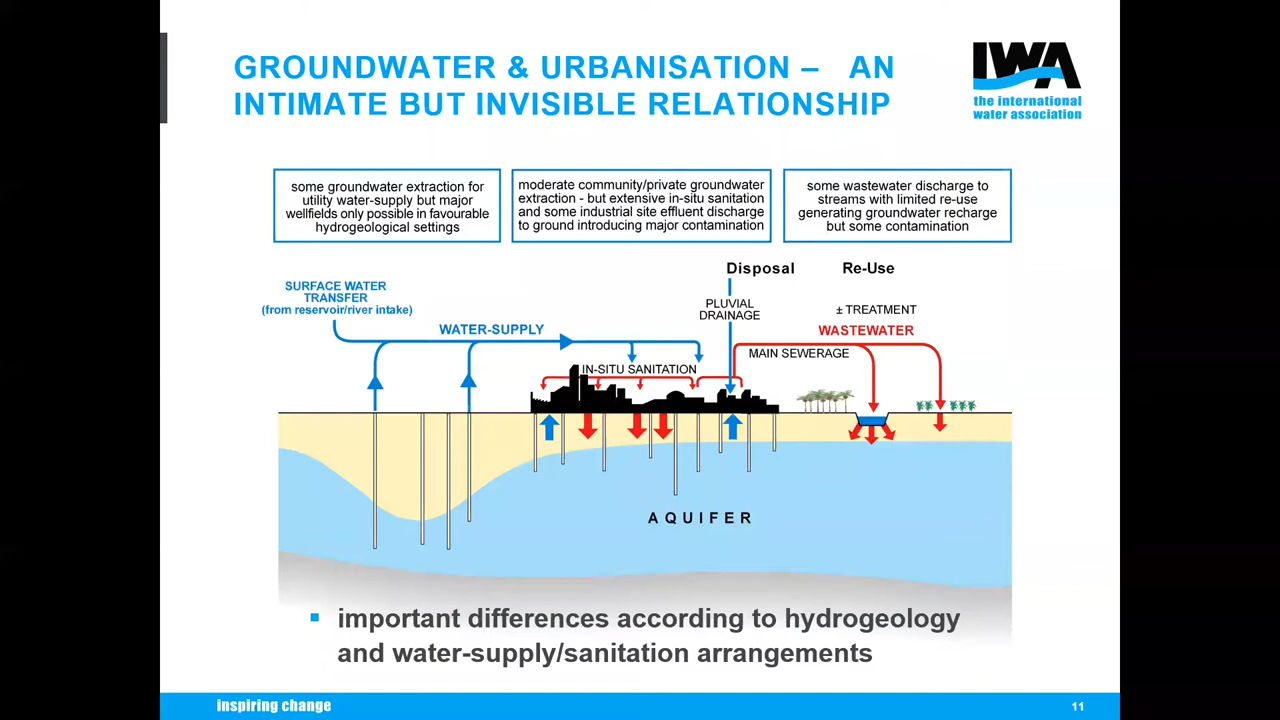 GROUNDWATER & URBANISATION – AN
INTIMATE BUT INVISIBLE RELATIONSHIP
IWA
the international
water association
some groundwater extraction for
utility water-supply but major
wellfields only possible in favourable
hydrogeological settings
moderate community/private groundwater
extraction - but extensive in-situ sanitation
and some industrial site effluent discharge
to ground introducing major contamination
some wastewater discharge to
streams with limited re-use
generating groundwater recharge
but some contamination
Disposal
Re-Use
SURFACE WATER
TRANSFER
(from reservoir/river intake)
PLUVIAL
DRAINAGE
± TREATMENT
WATER-SUPPLY
WASTEWATER
MAIN SEWERAGE
IN-SITU SANITATION
AQUIFER
▪ important differences according to hydrogeology
and water-supply/sanitation arrangements
inspiring change
11